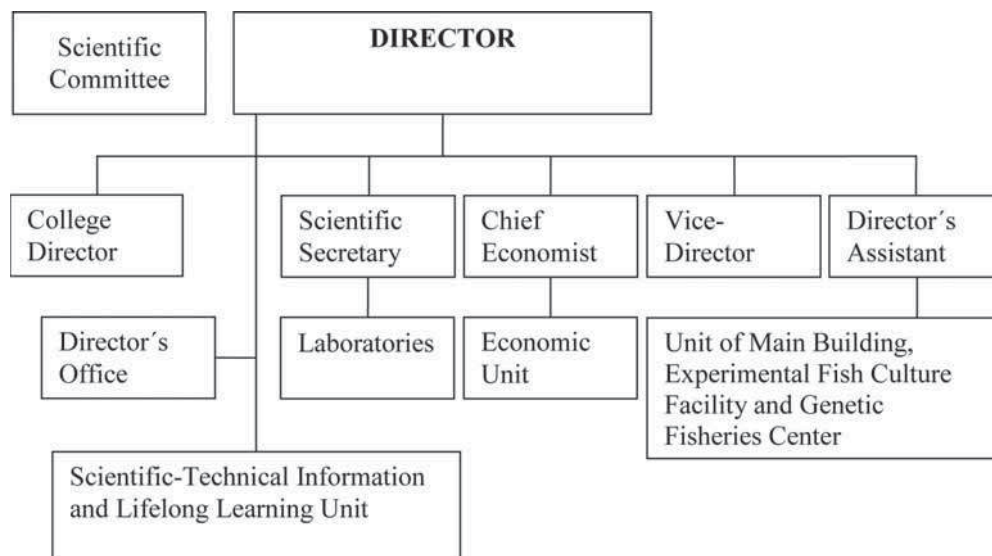 Scientific
Committee
DIRECTOR
College
Director
Scientific
Secretary
Chief
Economist
Vice-
Director
Director´s
Assistant
Director´s
Office
Laboratories
Economic
Unit
Unit of Main Building,
Experimental Fish Culture
Facility and Genetic
Fisheries Center
Scientific-Technical Information
and Lifelong Learning Unit